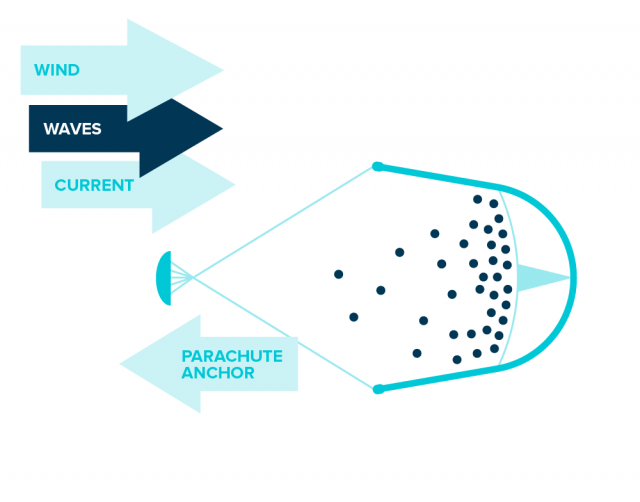 WIND
WAVES
CURRENT
PARACHUTE
ANCHOR